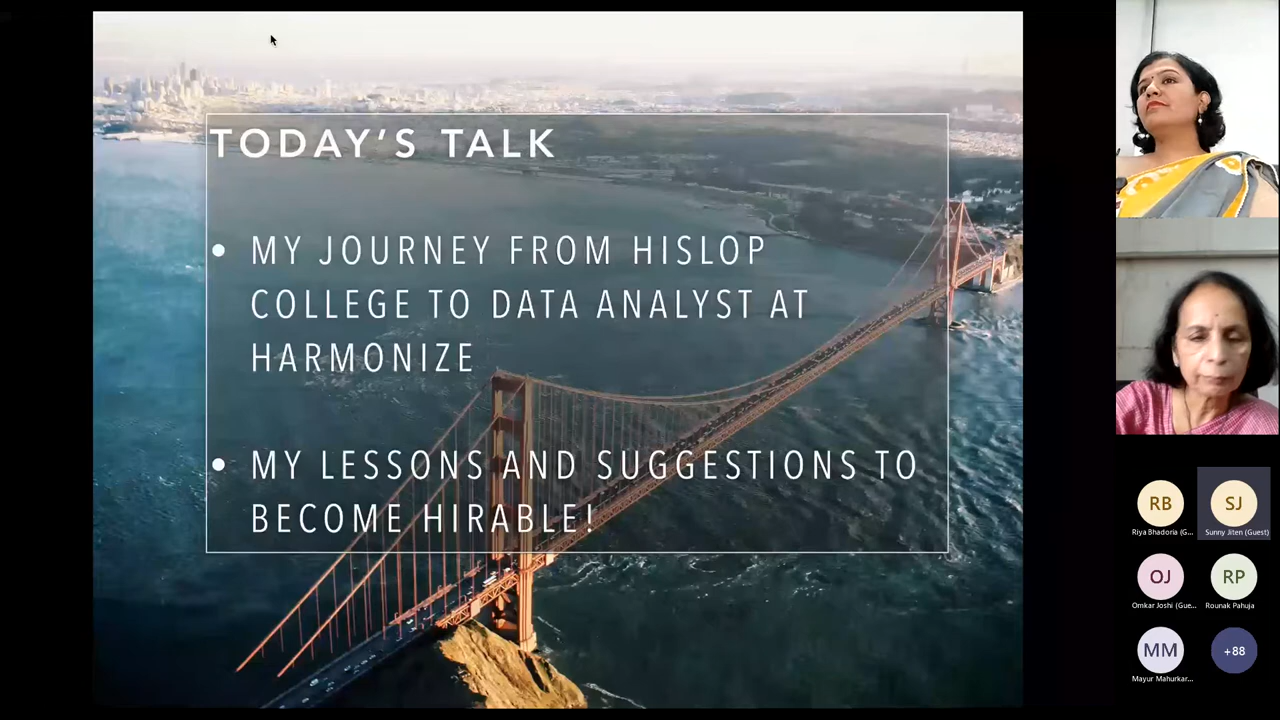 TODAY'S TALK
• MY JOURNEY FROM HISLOP
COLLEGE TO DATA ANALYST AT
HARMONIZE
• MY LESSONS AND SUGGESTIONS TO
BECOME HIRABLE!
RB
SJ
Riya Bhadoria (G...
Sunny Jiten (Guest)
OJ
RP
Omkar Joshi (Gue...
Rounak Pahuja
MM
+88
Mayur Mahurkar...